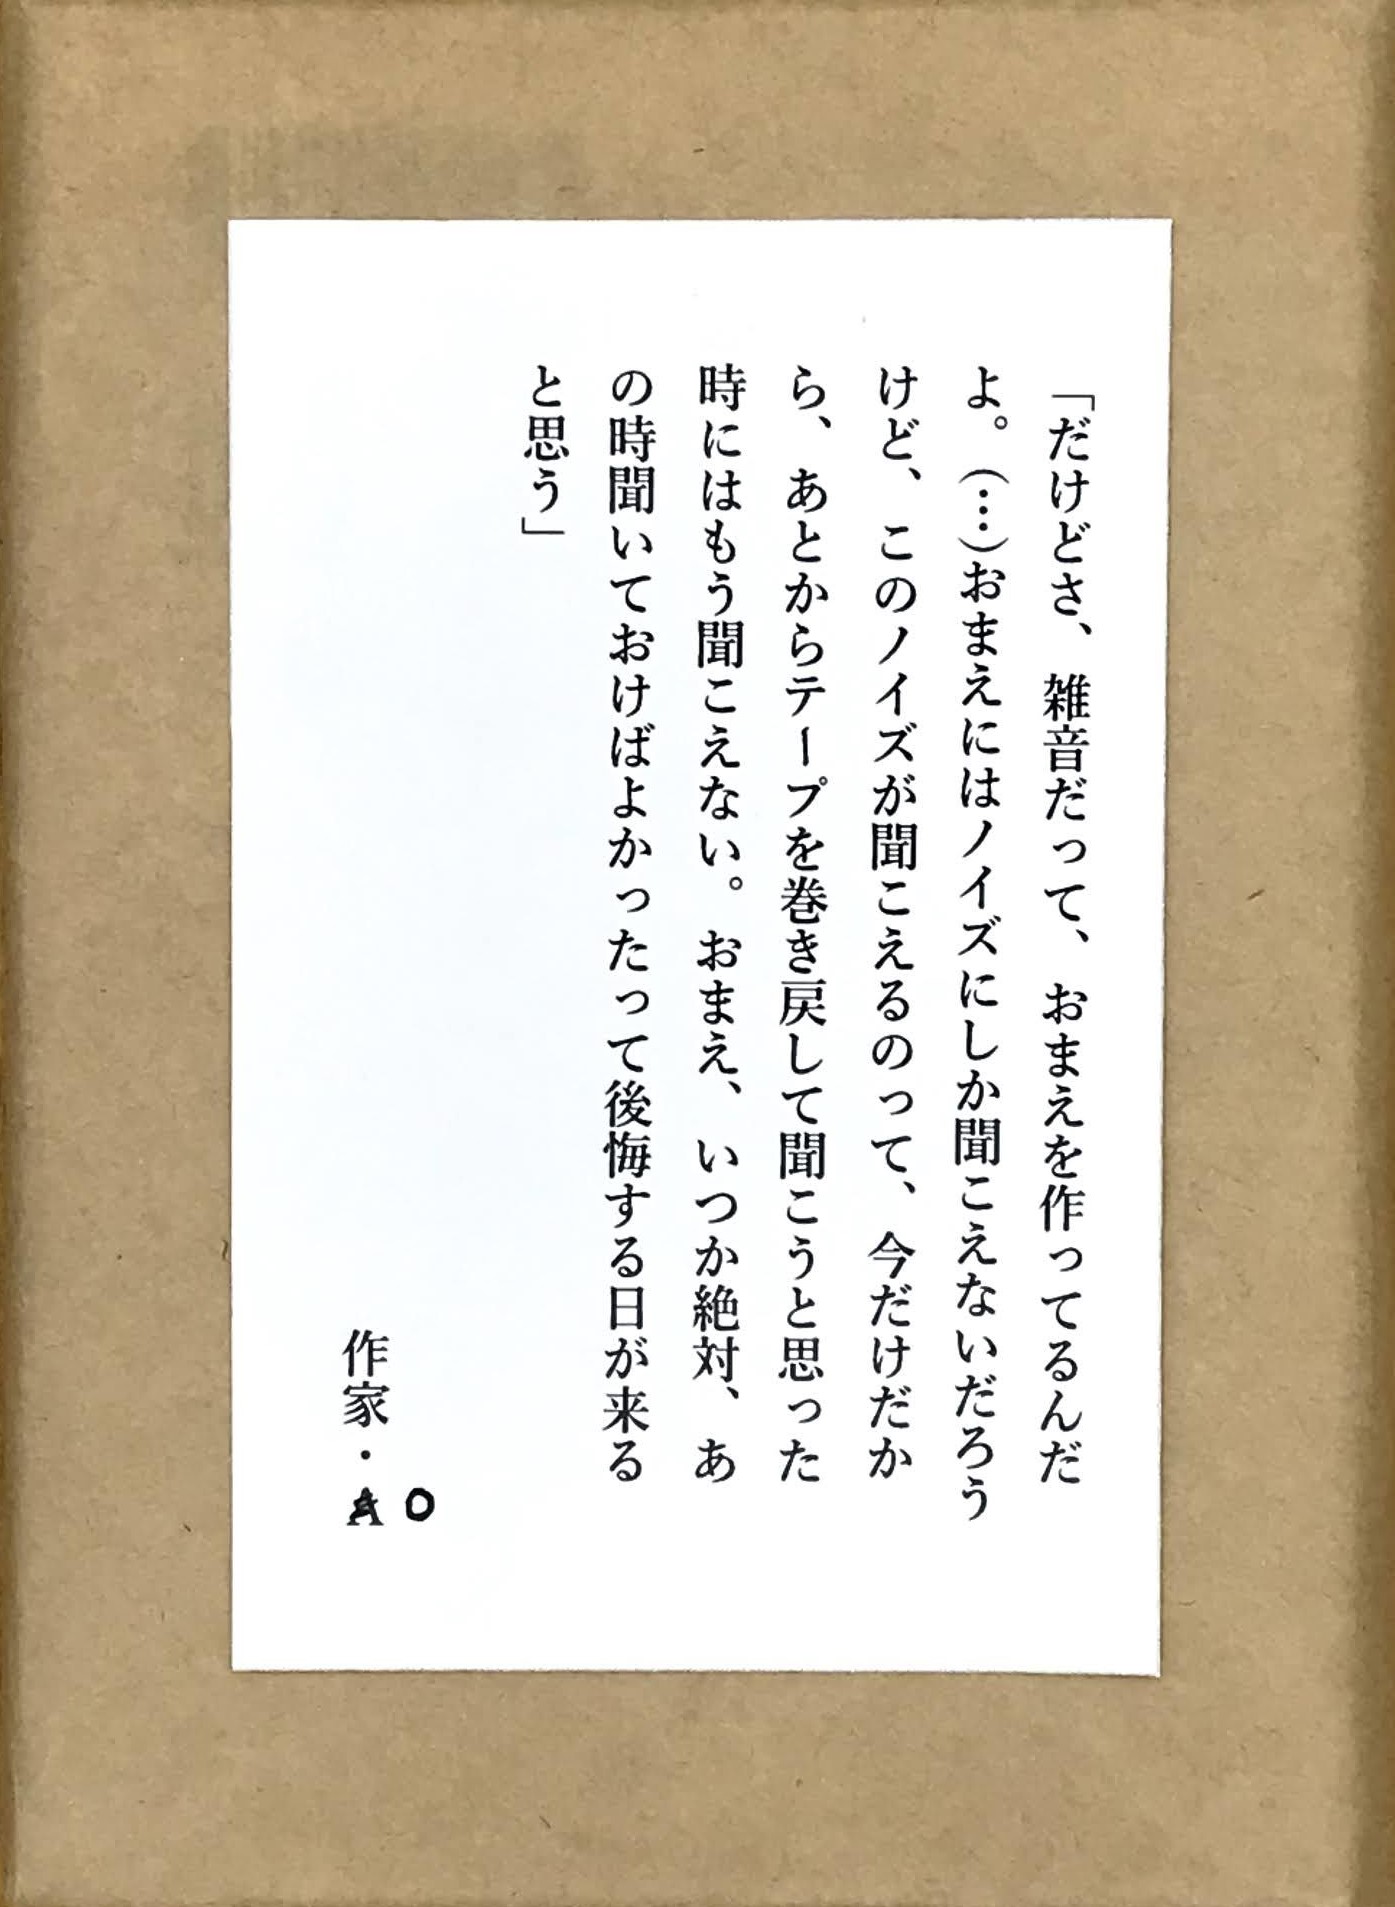 「だけどさ、雑音だって、おまえを作ってるんだ
よ。(…)おまえにはノイズにしか聞こえないだろう
けど、このノイズが聞こえるのって、今だけだか
ら、あとからテープを巻き戻して聞こうと思った
時にはもう聞こえない。おまえ、いつか絶対、あ
の時聞いておけばよかったって後悔する日が来る
と思う」
O
作家・A